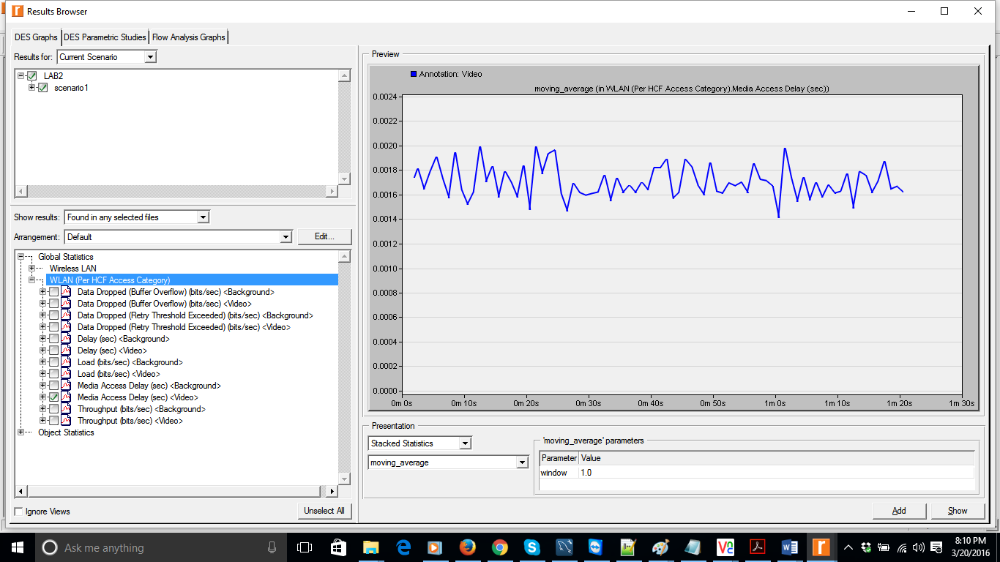 Results Browser
DES Graphs DES Parametric Studies Flow Analysis Graphs
Results for: Current Scenario
LAB2
scenario1
Show results: Found in any selected files
Arrangement: Default Edit...
Global Statistics
Wireless LAN
WLAN (Per HCF Access Category)
Data Dropped (Buffer Overflow) (bits/sec) <Background>
Data Dropped (Buffer Overflow) (bits/sec) <Video>
Data Dropped (Retry Threshold Exceeded) (bits/sec) <Background>
Data Dropped (Retry Threshold Exceeded) (bits/sec) <Video>
Delay (sec) <Background>
Delay (sec) <Video>
Load (bits/sec) <Background>
Load (bits/sec) <Video>
Media Access Delay (sec) <Background>
Media Access Delay (sec) <Video>
Throughput (bits/sec) <Background>
Throughput (bits/sec) <Video>
Object Statistics
Ignore Views Unselect All
Preview
Annotation: Video
moving_average (in WLAN (Per HCF Access Category).Media Access Delay (sec))
0.0024
0.0022
0.0020
0.0018
0.0016
0.0014
0.0012
0.0010
0.0008
0.0006
0.0004
0.0002
0.0000
0m 0s 0m 10s 0m 20s 0m 30s 0m 40s 0m 50s 1m 0s 1m 10s 1m 20s 1m 30s
Presentation
Stacked Statistics
moving_average
'moving_average' parameters
Parameter Value
window 1.0
Add Show
Ask me anything
8:10 PM
3/20/2016